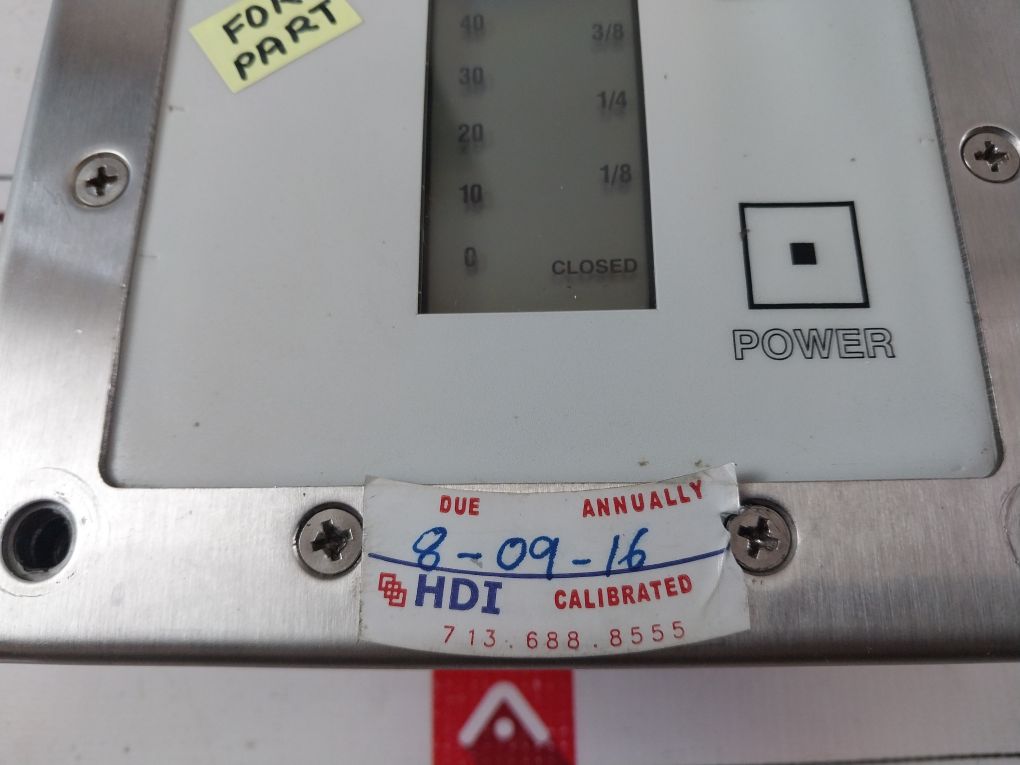 FOR
PART
40
3/8
30
1/4
20
1/8
10
0
CLOSED
POWER
DUE ANNUALLY
8-09-16
HDI CALIBRATED
713.688.8555